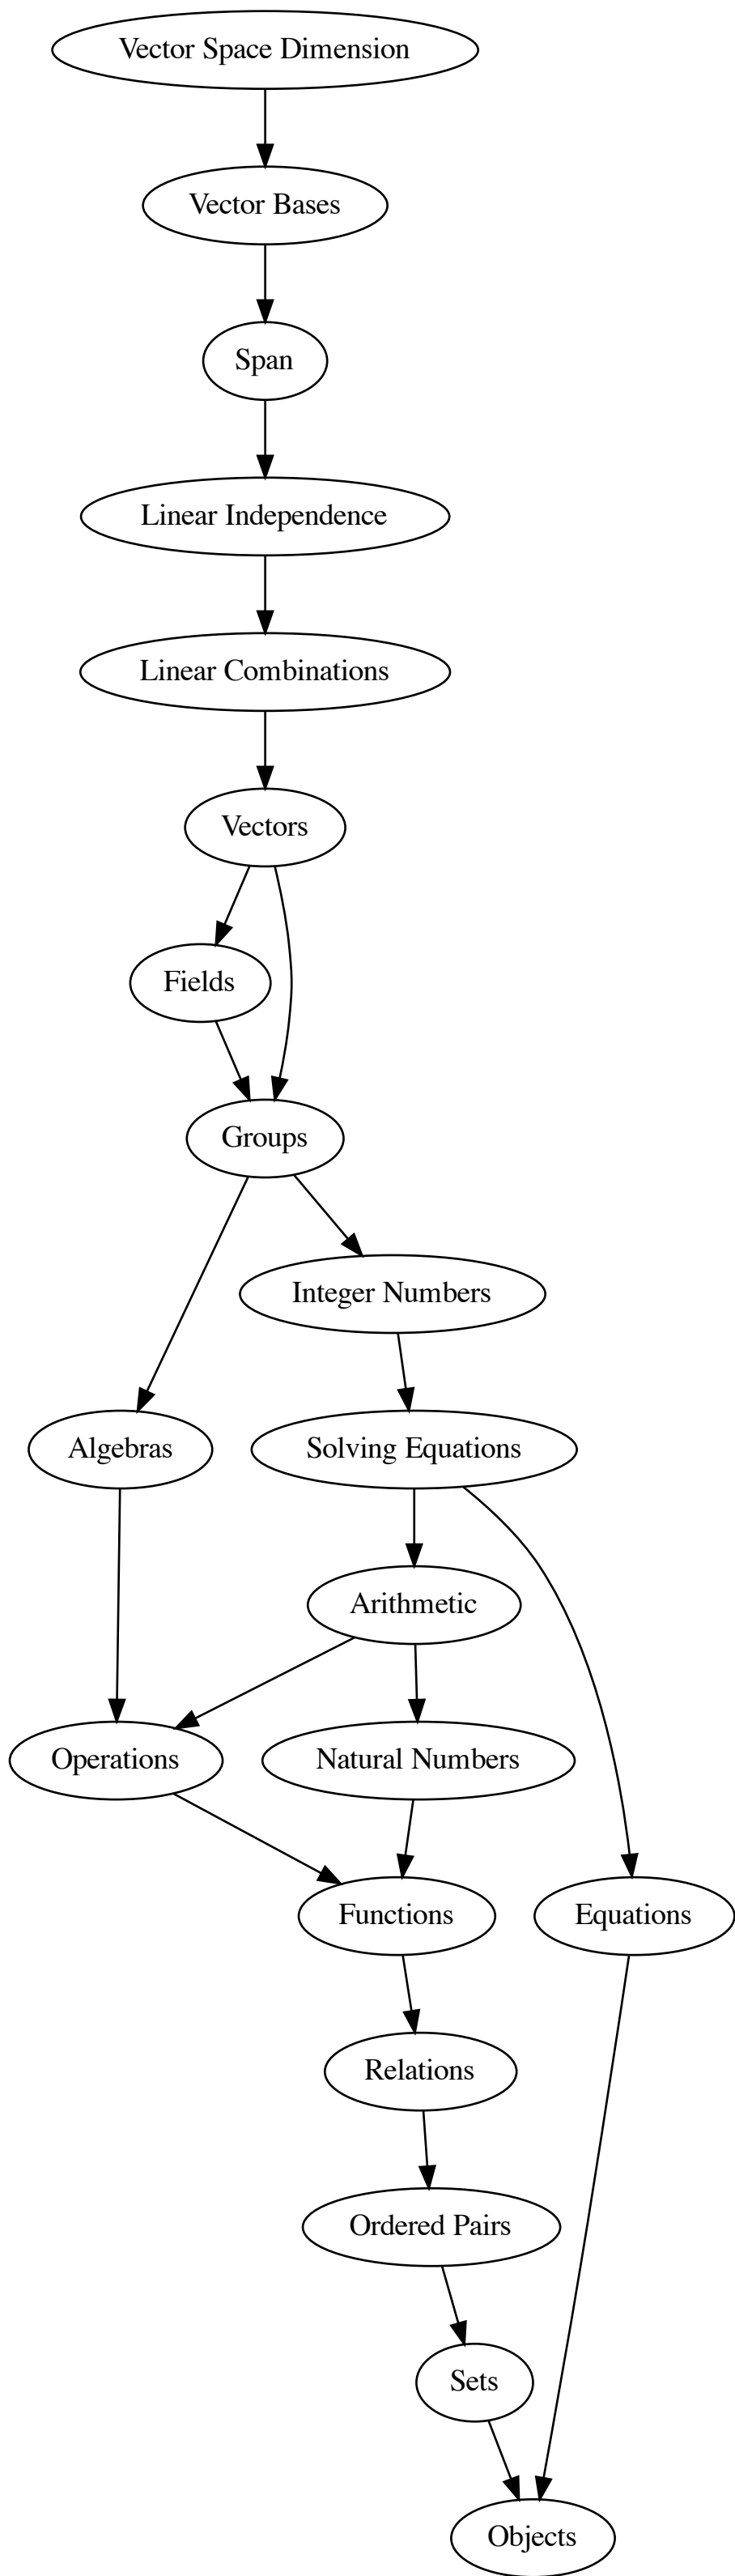 Vector Space Dimension
Vector Bases
Span
Linear Independence
Linear Combinations
Vectors
Fields
Groups
Integer Numbers
Algebras
Solving Equations
Arithmetic
Operations
Natural Numbers
Functions
Equations
Relations
Ordered Pairs
Sets
Objects